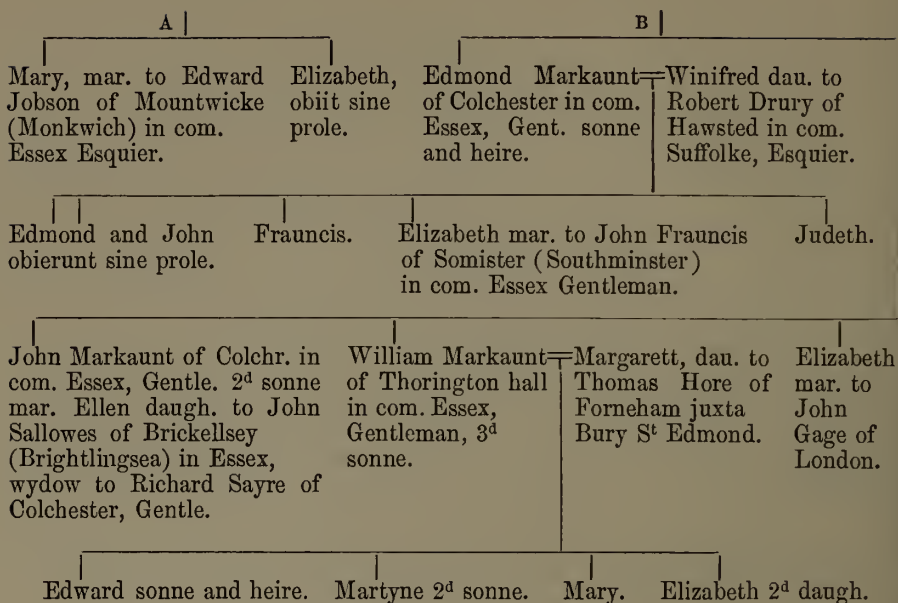 A B
Mary, mar. to Edward
Jobson of Mountwicke
(Monkwich) in com.
Essex Esquier.
Elizabeth,
obiit sine
prole.
Edmond Markaunt
of Colchester in com.
Essex, Gent. sonne
and heire.
Winifred dau. to
Robert Drury of
Hawsted in com.
Suffolke, Esquier.
Edmond and John
obierunt sine prole.
Frauncis.
Elizabeth mar. to John Frauncis
of Somister (Southminster)
in com. Essex Gentleman.
Judeth.
John Markaunt of Colchr. in
com. Essex, Gentle. 2d sonne
mar. Ellen daugh. to John
Sallowes of Brickellsey
(Brightlingsea) in Essex,
wydow to Richard Sayre of
Colchester, Gentle.
William Markaunt
of Thorington hall
in com. Essex,
Gentleman, 3d
sonne.
Margarett, dau. to
Thomas Hore of
Forneham juxta
Bury St Edmond.
Elizabeth
mar. to
John
Gage of
London.
Edward sonne and heire. Martyne 2d sonne. Mary. Elizabeth 2d daugh.